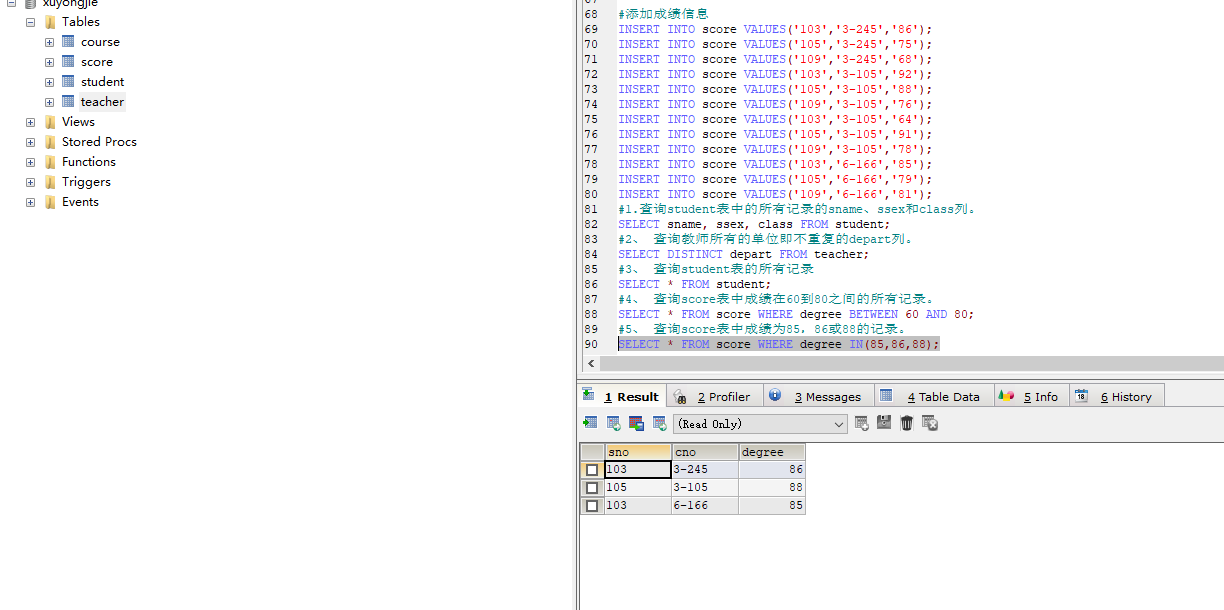 xuyongjie
Tables
course
score
student
teacher
Views
Stored Procs
Functions
Triggers
Events
68 #添加成绩信息
69 INSERT INTO score VALUES('103','3-245','86');
70 INSERT INTO score VALUES('105','3-245','75');
71 INSERT INTO score VALUES('109','3-245','68');
72 INSERT INTO score VALUES('103','3-105','92');
73 INSERT INTO score VALUES('105','3-105','88');
74 INSERT INTO score VALUES('109','3-105','76');
75 INSERT INTO score VALUES('103','3-105','64');
76 INSERT INTO score VALUES('105','3-105','91');
77 INSERT INTO score VALUES('109','3-105','78');
78 INSERT INTO score VALUES('103','6-166','85');
79 INSERT INTO score VALUES('105','6-166','79');
80 INSERT INTO score VALUES('109','6-166','81');
81 #1.查询student表中的所有记录的sname、ssex和class列。
82 SELECT sname, ssex, class FROM student;
83 #2、 查询教师所有的单位即不重复的depart列。
84 SELECT DISTINCT depart FROM teacher;
85 #3、 查询student表的所有记录
86 SELECT * FROM student;
87 #4、 查询score表中成绩在60到80之间的所有记录。
88 SELECT * FROM score WHERE degree BETWEEN 60 AND 80;
89 #5、 查询score表中成绩为85，86或88的记录。
90 SELECT * FROM score WHERE degree IN(85,86,88);
1 Result 2 Profiler 3 Messages 4 Table Data 5 Info 18 6 History
(Read Only)
sno cno degree
103 3-245 86
105 3-105 88
103 6-166 85